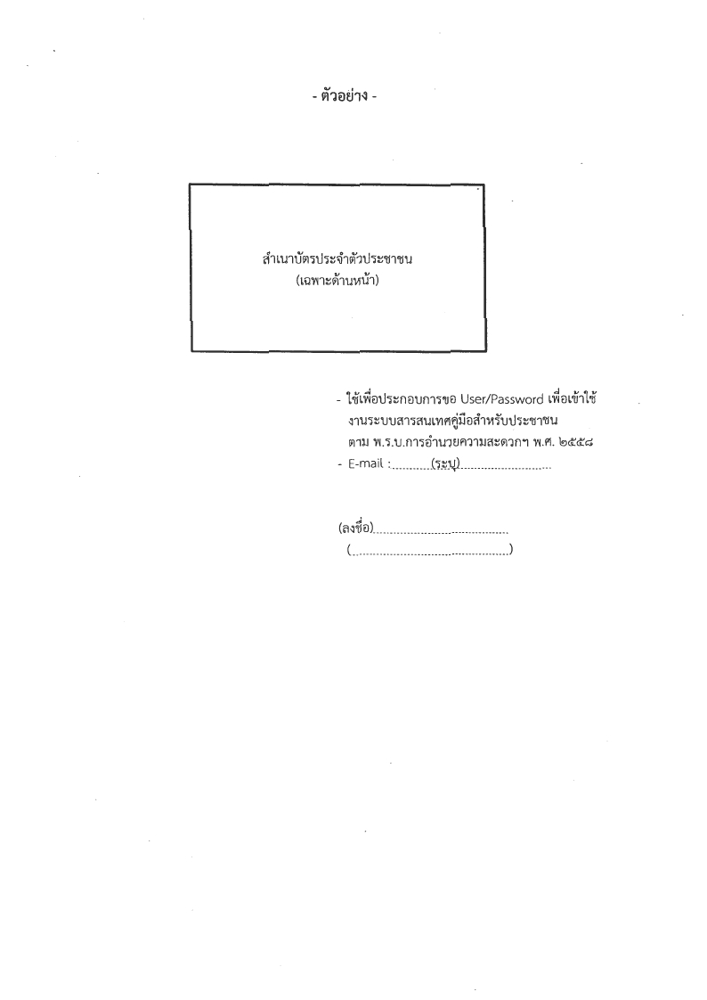 - ตัวอย่าง -
สำเนาบัตรประจำตัวประชาชน
(เฉพาะด้านหน้า)
- ใช้เพื่อประกอบการขอ User/Password เพื่อเข้าใช้
งานระบบสารสนเทศคู่มือสำหรับประชาชน
ตาม พ.ร.บ.การอำนวยความสะดวกฯ พ.ศ. ๒๕๕๘
- E-mail :..........(ระบุ).........................
(ลงชื่อ).....................................
(...........................................)